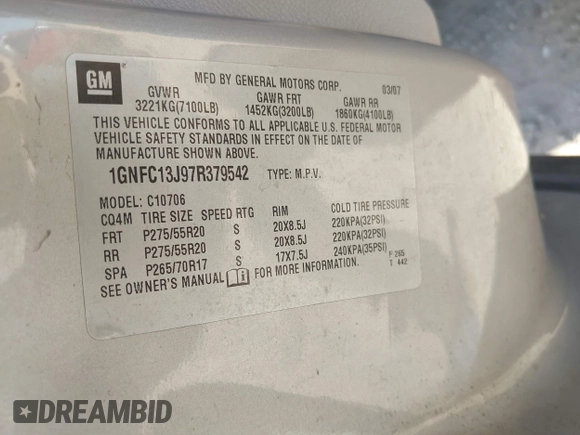 GM
MFD BY GENERAL MOTORS CORP. 03/07
GVWR GAWR FRT GAWR RR
3221KG(7100LB) 1452KG(3200LB) 1860KG(4100LB)
THIS VEHICLE CONFORMS TO ALL APPLICABLE U.S. FEDERAL MOTOR
VEHICLE SAFETY STANDARDS IN EFFECT ON THE DATE OF
MANUFACTURE SHOWN ABOVE.
1GNFC13J97R379542 TYPE: M.P.V.
MODEL: C10706
CQ4M TIRE SIZE SPEED RTG RIM COLD TIRE PRESSURE
FRT P275/55R20 S 20X8.5J 220KPA(32PSI)
RR P275/55R20 S 20X8.5J 220KPA(32PSI)
SPA P265/70R17 S 17X7.5J 240KPA(35PSI)
SEE OWNER'S MANUAL FOR MORE INFORMATION.
P 265
T 442
DREAMBID